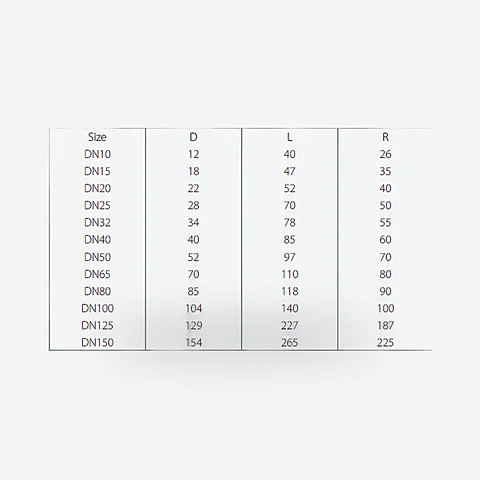 Size D L R
DN10 12 40 26
DN15 18 47 35
DN20 22 52 40
DN25 28 70 50
DN32 34 78 55
DN40 40 85 60
DN50 52 97 70
DN65 70 110 80
DN80 85 118 90
DN100 104 140 100
DN125 129 227 187
DN150 154 265 225